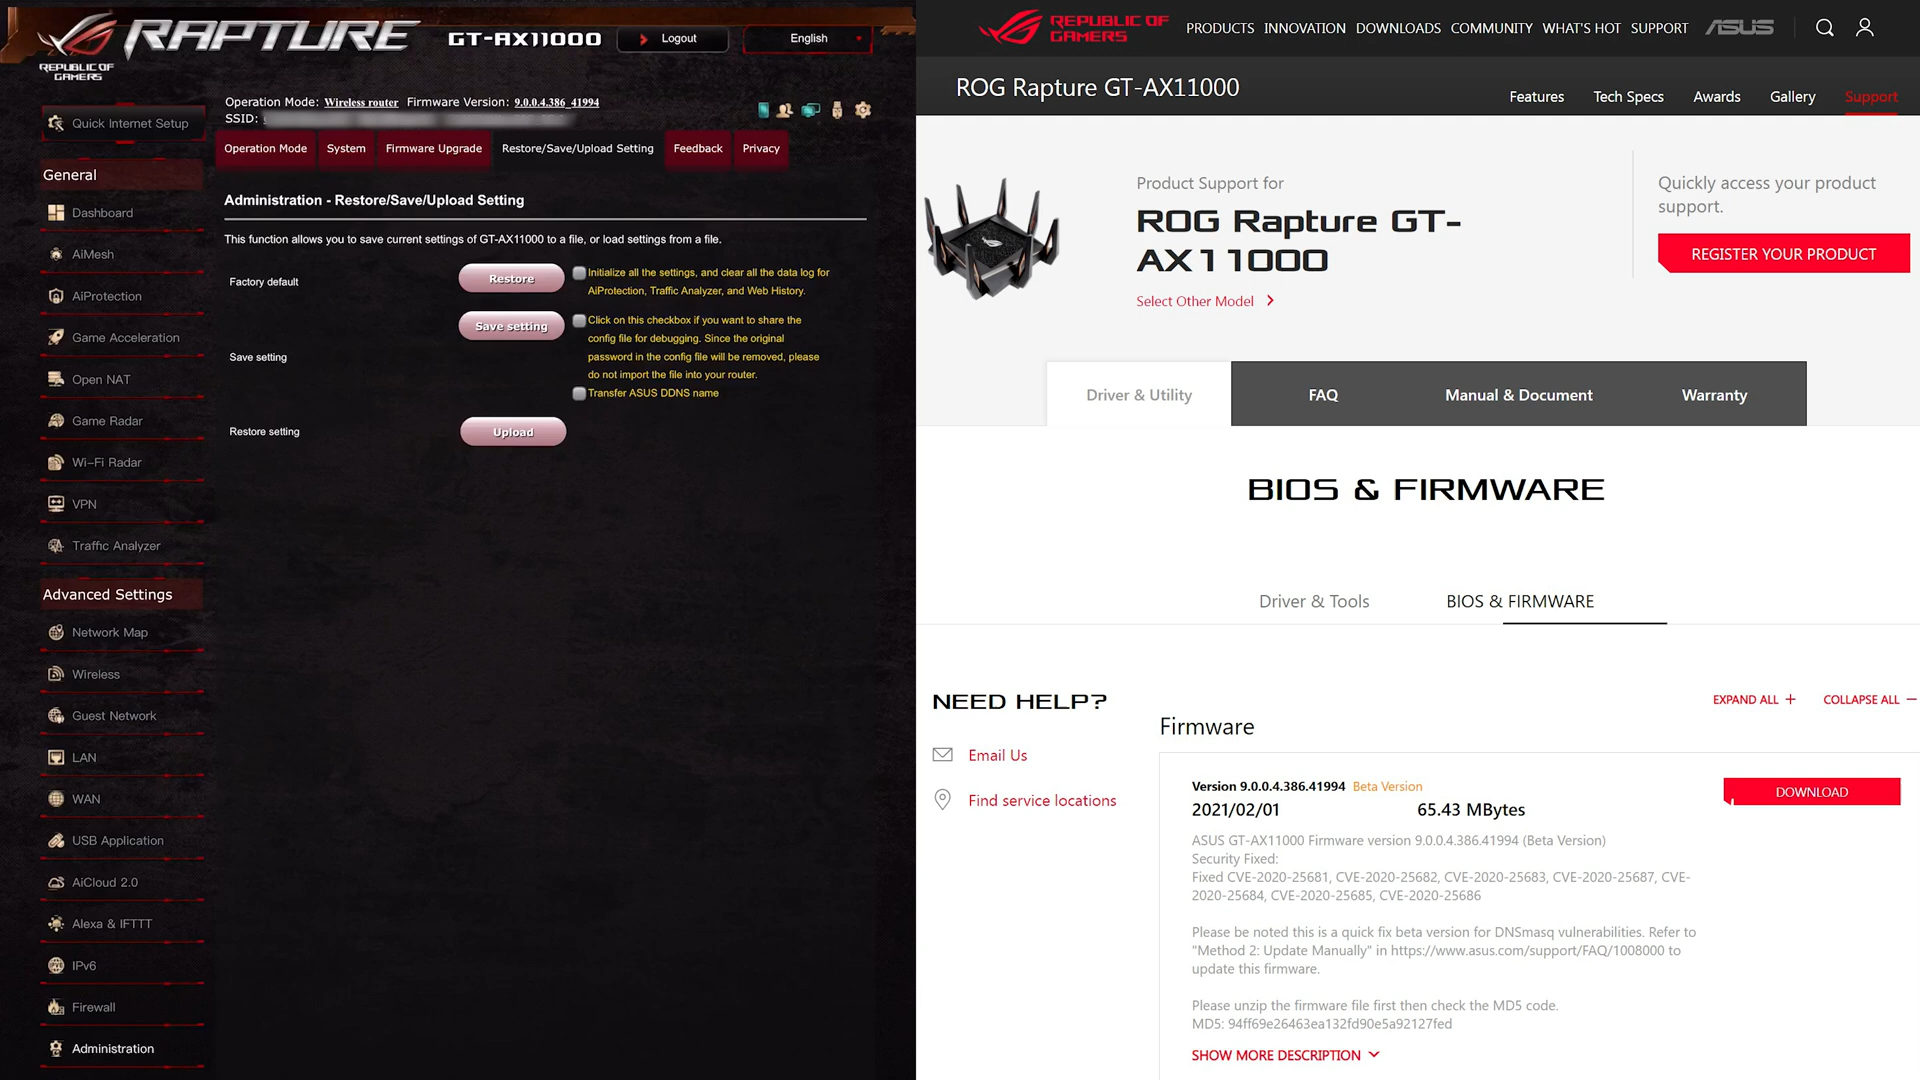 RAPTURE
REPUBLIC OF
GAMERS
GT-AX11000
Logout
English
Operation Mode: Wireless router Firmware Version: 9.0.0.4.386_41994
SSID:
Quick Internet Setup
General
Dashboard
AiMesh
AiProtection
Game Acceleration
Open NAT
Game Radar
Wi-Fi Radar
VPN
Traffic Analyzer
Advanced Settings
Network Map
Wireless
Guest Network
LAN
WAN
USB Application
AiCloud 2.0
Alexa & IFTTT
IPv6
Firewall
Administration
Operation Mode
System
Firmware Upgrade
Restore/Save/Upload Setting
Feedback
Privacy
Administration - Restore/Save/Upload Setting
This function allows you to save current settings of GT-AX11000 to a file, or load settings from a file.
Factory default
Restore
Initialize all the settings, and clear all the data log for
AiProtection, Traffic Analyzer, and Web History.
Save setting
Save setting
Click on this checkbox if you want to share the
config file for debugging. Since the original
password in the config file will be removed, please
do not import the file into your router.
Transfer ASUS DDNS name
Restore setting
Upload
REPUBLIC OF
GAMERS
PRODUCTS INNOVATION DOWNLOADS COMMUNITY WHAT'S HOT SUPPORT ASUS
ROG Rapture GT-AX11000
Features
Tech Specs
Awards
Gallery
Support
Product Support for
ROG Rapture GT-
AX11000
Select Other Model
Quickly access your product
support.
REGISTER YOUR PRODUCT
Driver & Utility
FAQ
Manual & Document
Warranty
BIOS & FIRMWARE
Driver & Tools
BIOS & FIRMWARE
NEED HELP?
Email Us
Find service locations
EXPAND ALL +
COLLAPSE ALL −
Firmware
Version 9.0.0.4.386.41994 Beta Version
2021/02/01
65.43 MBytes
DOWNLOAD
ASUS GT-AX11000 Firmware version 9.0.0.4.386.41994 (Beta Version)
Security Fixed:
Fixed CVE-2020-25681, CVE-2020-25682, CVE-2020-25683, CVE-2020-25687, CVE-
2020-25684, CVE-2020-25685, CVE-2020-25686
Please be noted this is a quick fix beta version for DNSmasq vulnerabilities. Refer to
"Method 2: Update Manually" in https://www.asus.com/support/FAQ/1008000 to
update this firmware.
Please unzip the firmware file first then check the MD5 code.
MD5: 94ff69e26463ea132fd90e5a92127fed
SHOW MORE DESCRIPTION